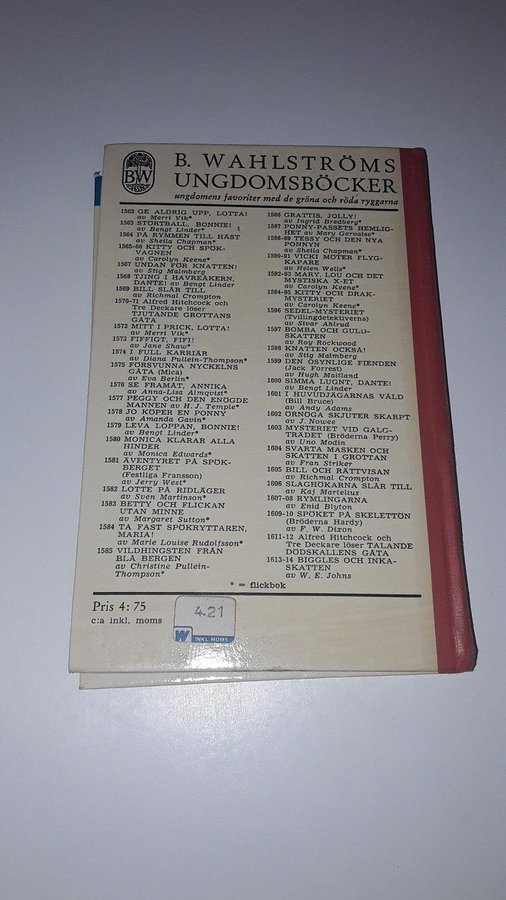 BW
B. WAHLSTRÖMS
UNGDOMSBÖCKER
ungdomens favoriter med de gröna och röda ryggarna
1562 GE ALDRIG UPP, LOTTA!
av Merri Vik*
1563 STÖRTBALL, BONNIE!
av Bengt Linder*
1564 PÅ RYMMEN TILL HÄST
av Sheila Chapman*
1565-66 KITTY OCH SPÖK-
VAGNEN
av Carolyn Keene*
1567 UNDAN FÖR KNATTEN!
av Stig Malmberg
1568 TJING I HAVREÅKERN,
DANTE! av Bengt Linder
1569 BILL SLÅR TILL
av Richmal Crompton
1570-71 Alfred Hitchcock och
Tre Deckare löser
TJUTANDE GROTTANS
GÅTA
1572 MITT I PRICK, LOTTA!
av Merri Vik*
1573 FIFFIGT, FIFI!
av Jane Shaw*
1574 I FULL KARRIÄR
av Diana Pullein-Thompson*
1575 FÖRSVUNNA NYCKELNS
GÅTA (Mica)
av Eva Berlin*
1576 SE FRAMÅT, ANNIKA
av Anna-Lisa Almqvist*
1577 PEGGY OCH DEN ENÖGDE
MANNEN av H. J. Temple*
1578 JO KÖPER EN PONNY
av Amanda Gavin*
1579 LEVA LOPPAN, BONNIE!
av Bengt Linder*
1580 MONICA KLARAR ALLA
HINDER
av Monica Edwards*
1581 ÄVENTYRET PÅ SPÖK-
BERGET
(Festliga Fransson)
av Jerry West*
1582 LOTTE PÅ RIDLÄGER
av Sven Martinson*
1583 BETTY OCH FLICKAN
UTAN MINNE
av Margaret Sutton*
1584 TA FAST SPÖKRYTTAREN,
MARIA!
av Marie Louise Rudolfsson*
1585 VILDHINGSTEN FRÅN
BLÅ BERGEN
av Christine Pullein-
Thompson*
1586 GRATTIS, JOLLY!
av Ingrid Bredberg*
1587 PONNY-PASSETS HEMLIG-
HET av Mary Gervaise*
1588-89 TESSY OCH DEN NYA
PONNYN
av Sheila Chapman*
1590-91 VICKI MÖTER FLYG-
KAPARE
av Helen Wells*
1592-93 MARY, LOU OCH DET
MYSTISKA X-ET
av Carolyn Keene*
1594-95 KITTY OCH DRAK-
MYSTERIET
av Carolyn Keene*
1596 SEDEL-MYSTERIET
(Tvillingdetektiverna)
av Sivar Ahlrud
1597 BOMBA OCH GULD-
SKATTEN
av Roy Rockwood
1598 KNATTEN OCKSÅ!
av Stig Malmberg
1599 DEN OSYNLIGE FIENDEN
(Jack Forrest)
av Hugh Maitland
1600 SIMMA LUGNT, DANTE!
av Bengt Linder
1601 I HUVUDJÄGARNAS VÅLD
(Bill Bruce)
av Andy Adams
1602 ÖRNÖGA SKJUTER SKARPT
av J. Nowee
1603 MYSTERIET VID GALG-
TRÄDET (Bröderna Perry)
av Uno Modin
1604 SVARTA MASKEN OCH
SKATTEN I GROTTAN
av Fran Striker
1605 BILL OCH RÄTTVISAN
av Richmal Crompton
1606 SLAGHÖKARNA SLÅR TILL
av Kaj Martelius
1607-08 RYMLINGARNA
av Enid Blyton
1609-10 SPÖKET PÅ SKELETTÖN
(Bröderna Hardy)
av F. W. Dixon
1611-12 Alfred Hitchcock och
Tre Deckare löser TALANDE
DÖDSKALLENS GÅTA
1613-14 BIGGLES OCH INKA-
SKATTEN
av W. E. Johns
* = flickbok
Pris 4: 75
c:a inkl. moms
4.21
W INKL. MOMS